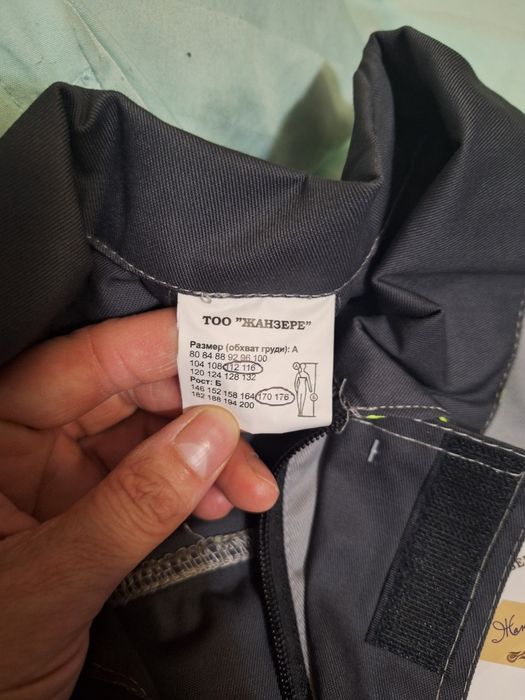 ТОО "ЖАНЗЕРЕ"
Размер (обхват груди): А
80 84 88 92 96 100
104 108 112 116
120 124 128 132
Рост: Б
146 152 158 164 170 176
182 188 194 200